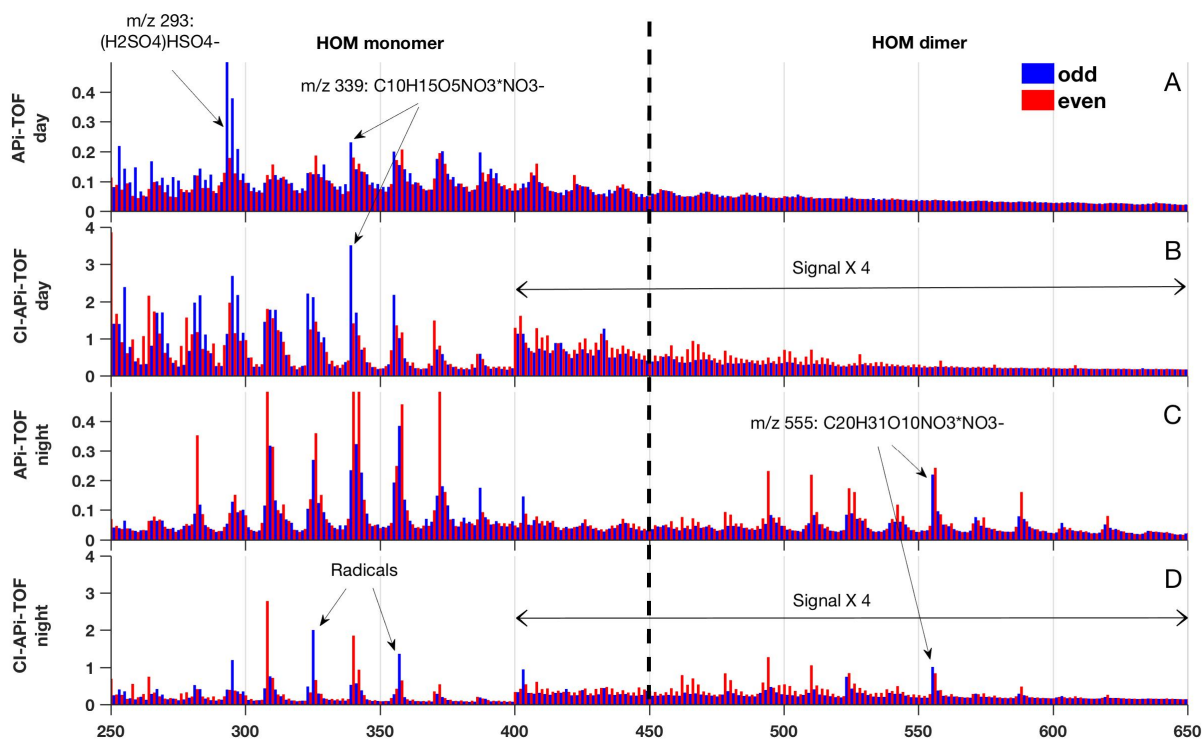 m/z 293:
(H2SO4)HSO4-
HOM monomer
HOM dimer
m/z 339: C10H15O5NO3*NO3-
odd
even
A
APi-TOF
day
0.4
0.3
0.2
0.1
0
B
CI-APi-TOF
day
4
3
2
1
0
Signal X 4
C
APi-TOF
night
0.4
0.3
0.2
0.1
0
m/z 555: C20H31O10NO3*NO3-
D
CI-APi-TOF
night
4
3
2
1
0
Radicals
Signal X 4
250 300 350 400 450 500 550 600 650